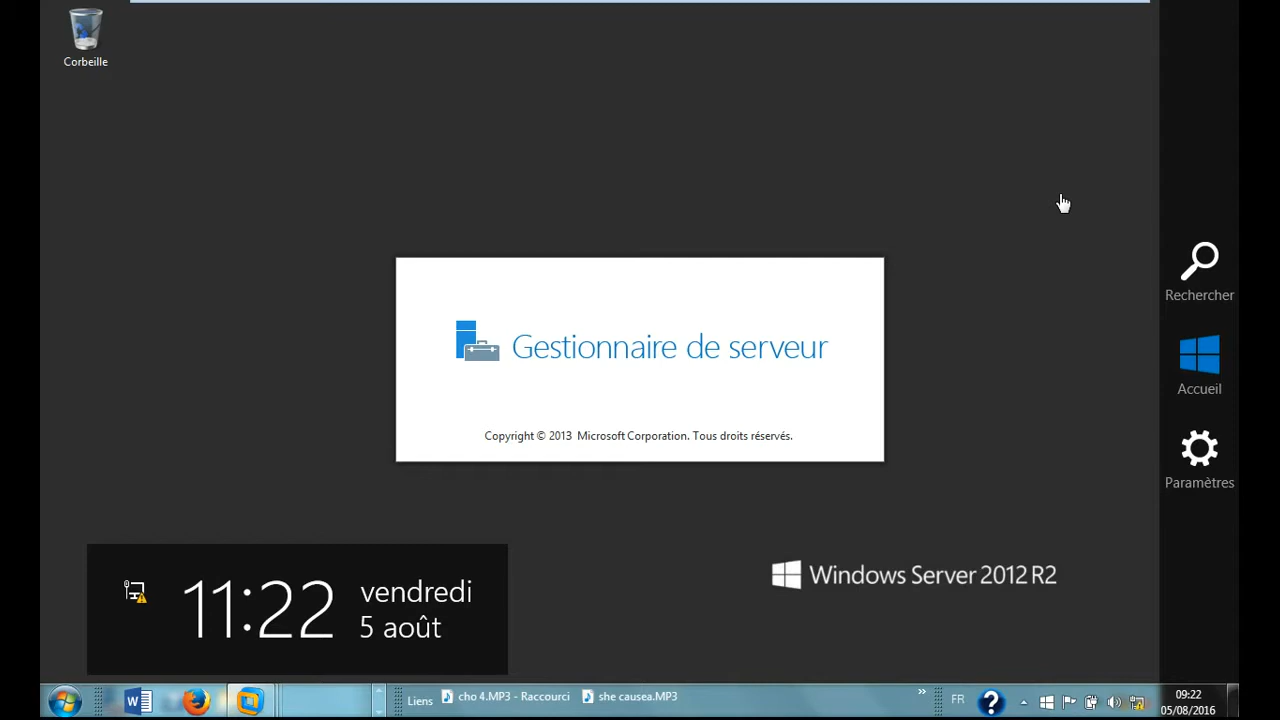 Corbeille
Rechercher
Accueil
Paramètres
Gestionnaire de serveur
Copyright © 2013 Microsoft Corporation. Tous droits réservés.
11:22
vendredi
5 août
Windows Server 2012 R2
Liens
cho 4.MP3 - Raccourci
she causea.MP3
»
FR
09:22
05/08/2016